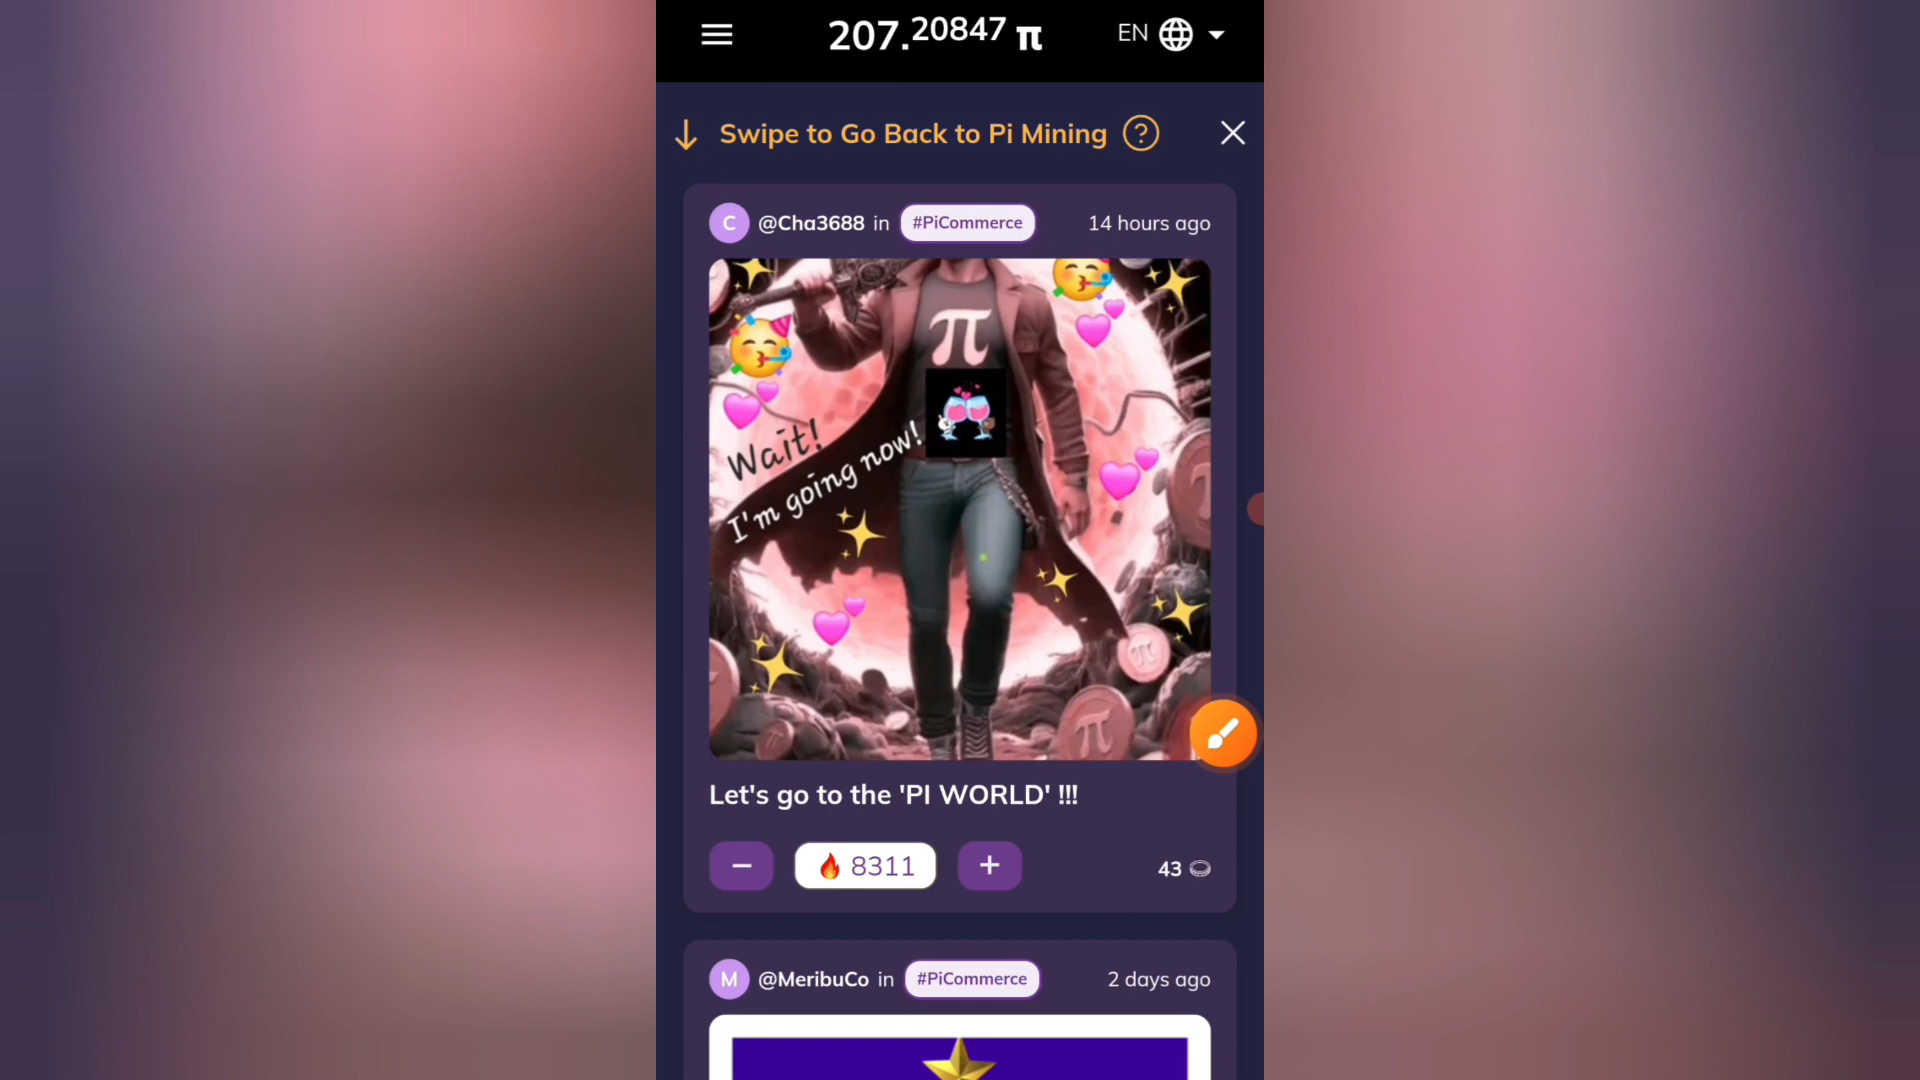 207.20847 π
EN
Swipe to Go Back to Pi Mining ?
C @Cha3688 in #PiCommerce 14 hours ago
π
Wait!
I'm going now!
π
π
π
Let's go to the 'PI WORLD' !!!
8311
43
M @MeribuCo in #PiCommerce 2 days ago